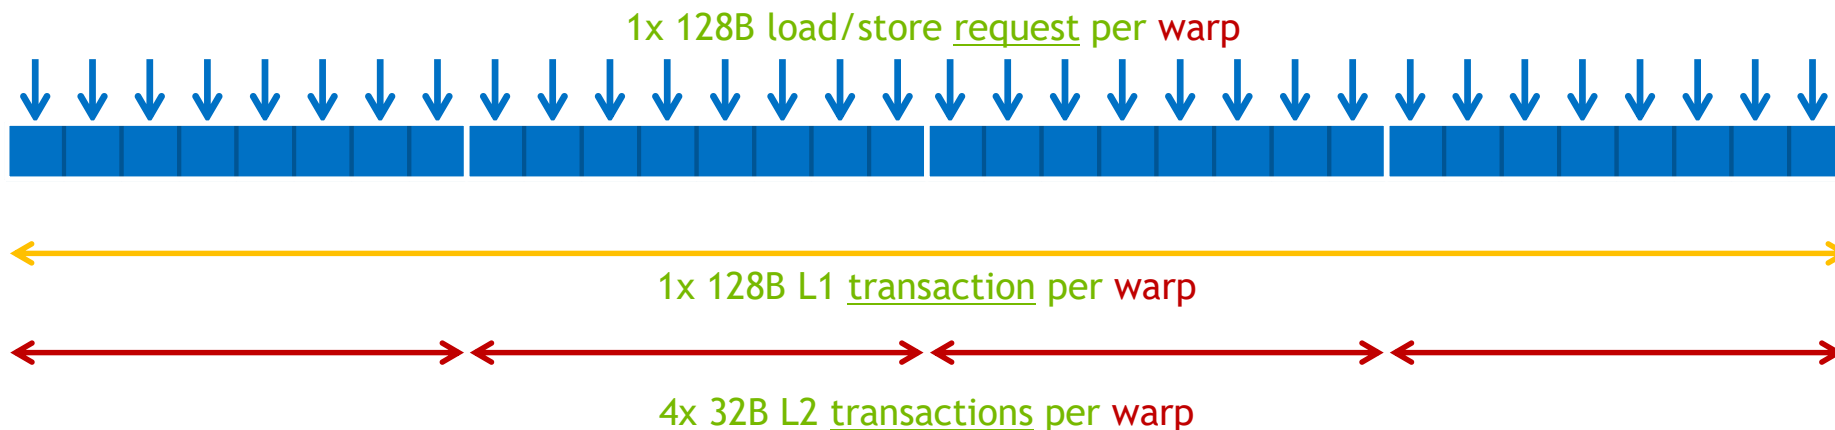 1x 128B load/store request per warp
1x 128B L1 transaction per warp
4x 32B L2 transactions per warp